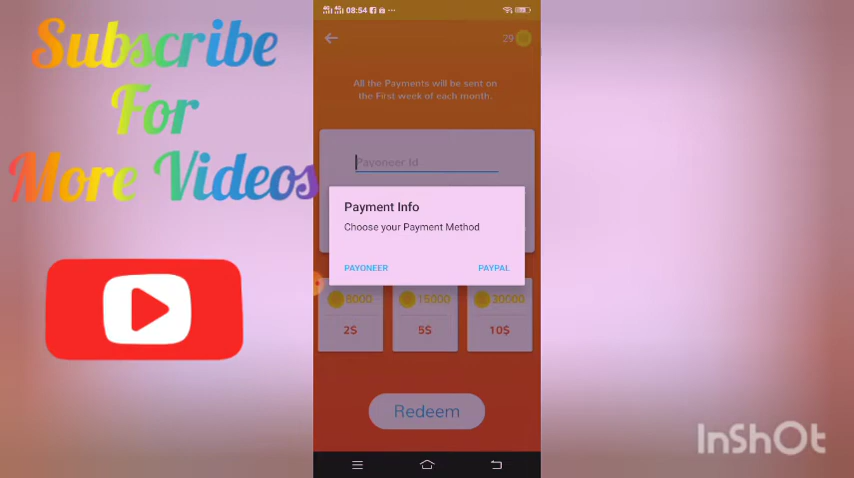 Subscribe
For
More Videos
08:54
29
All the Payments will be sent on
the First week of each month.
Payoneer Id
Payment Info
Choose your Payment Method
PAYONEER
PAYPAL
8000
15000
30000
2$
5$
10$
Redeem
InShOt